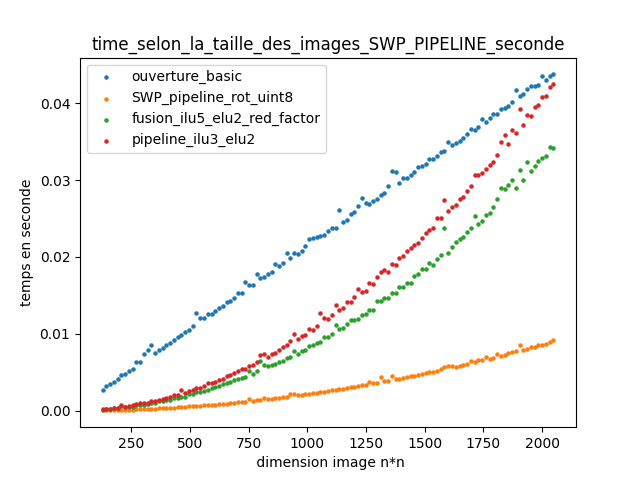 time_selon_la_taille_des_images_SWP_PIPELINE_seconde
ouverture_basic
SWP_pipeline_rot_uint8
fusion_ilu5_elu2_red_factor
pipeline_ilu3_elu2
temps en seconde
0.04
0.03
0.02
0.01
0.00
250
500
750
1000
1250
1500
1750
2000
dimension image n*n